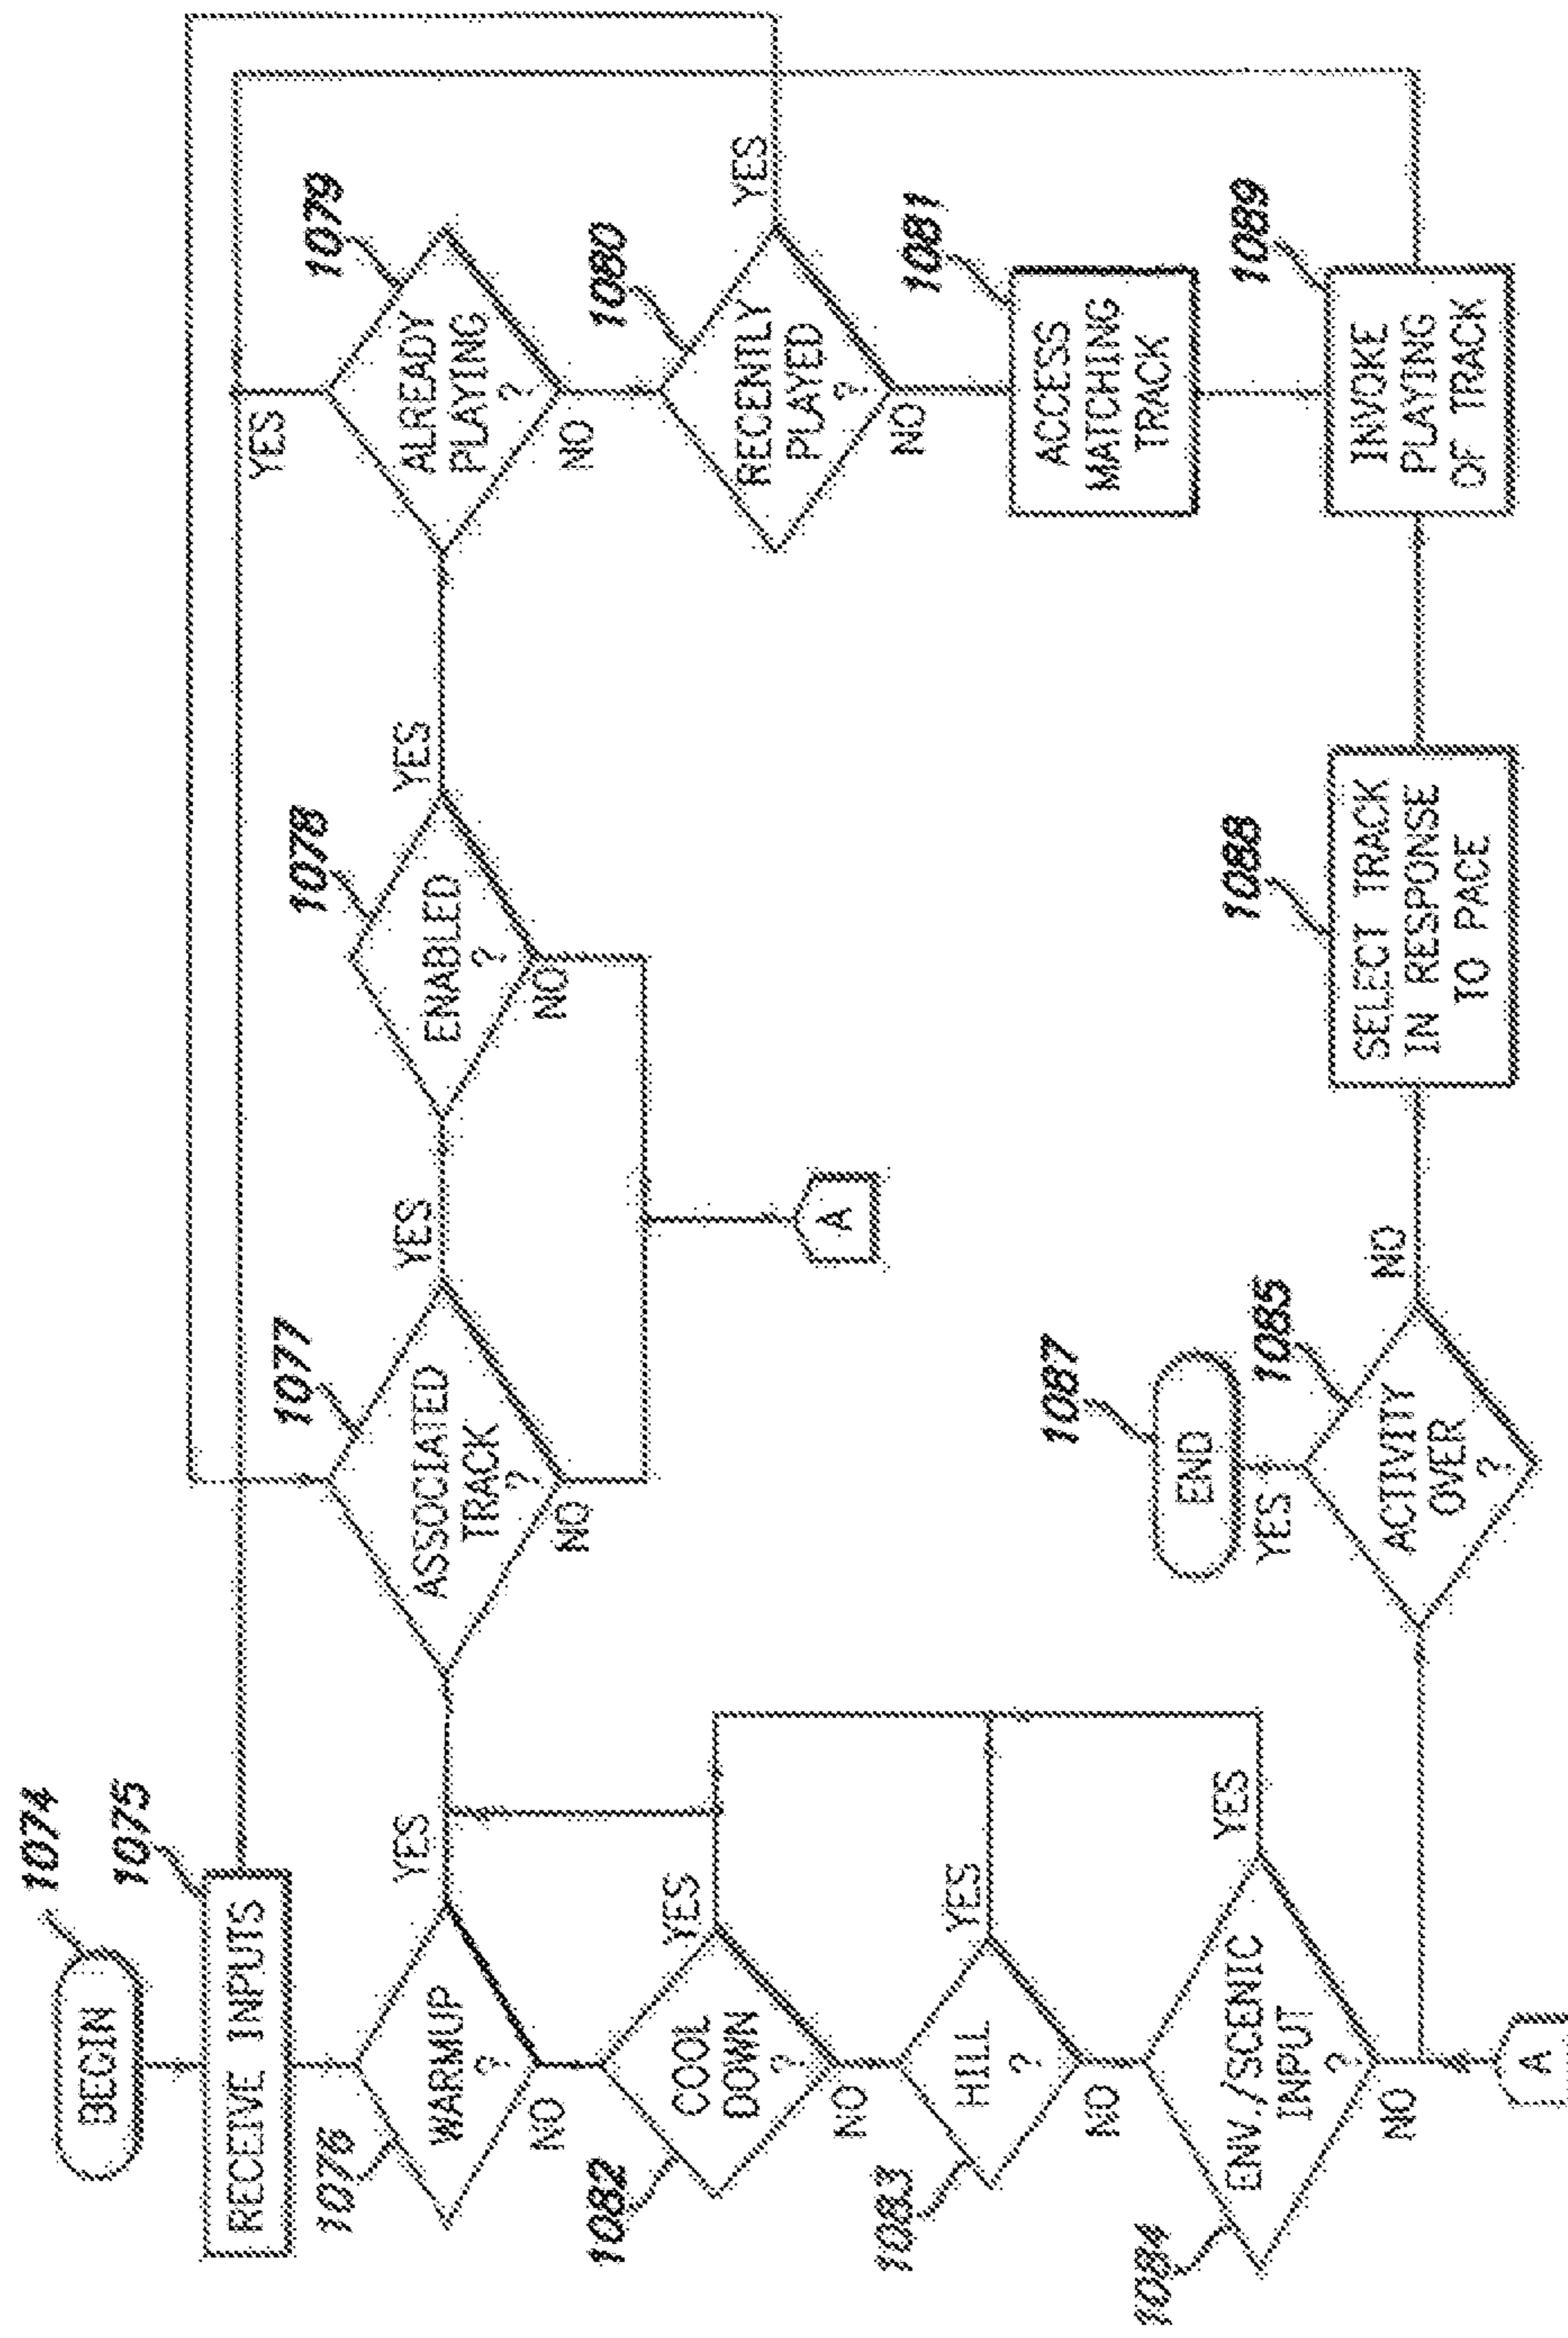 1074
BEGIN
1075
RECEIVE INPUTS
1076
WARMUP
?
YES
NO
1077
ASSOCIATED
TRACK
?
YES
NO
1078
ENABLED
?
YES
NO
A
1079
ALREADY
PLAYING
?
YES
NO
1080
RECENTLY
PLAYED
?
YES
NO
1081
ACCESS
MATCHING
TRACK
1082
COOL
DOWN
?
YES
NO
1083
HILL
?
YES
NO
1084
ENV./SCENIC
INPUT
?
YES
NO
A
1087
END
YES
1085
ACTIVITY
OVER
?
NO
1088
SELECT TRACK
IN RESPONSE
TO PACE
1089
INVOKE
PLAYING
OF TRACK